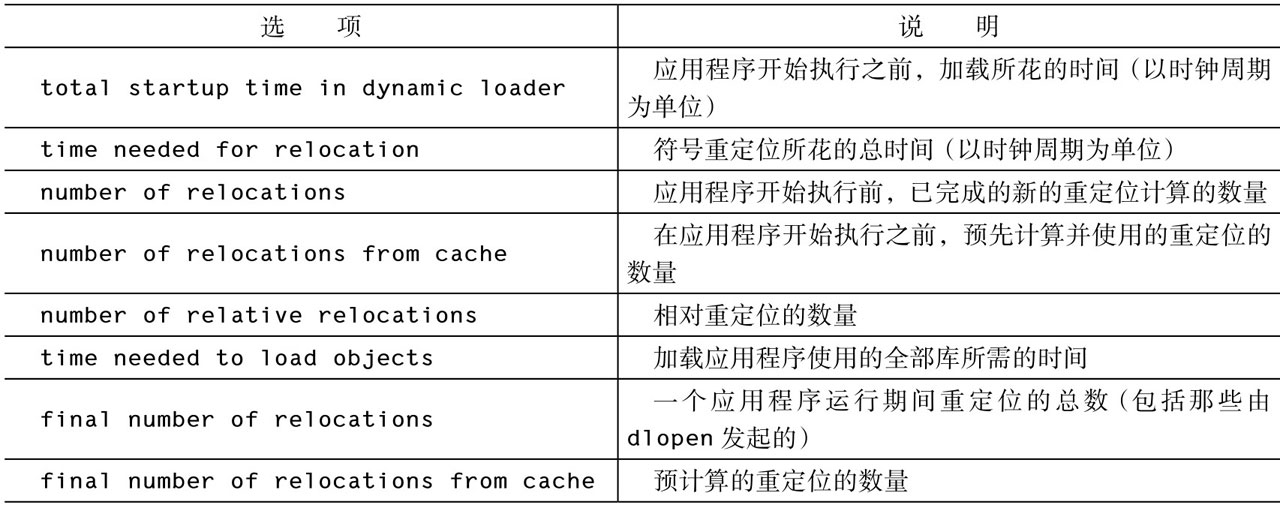 选 项 说 明
total startup time in dynamic loader 应用程序开始执行之前，加载所花的时间（以时钟周期
为单位）
time needed for relocation 符号重定位所花的总时间（以时钟周期为单位）
number of relocations 应用程序开始执行前，已完成的新的重定位计算的数量
number of relocations from cache 在应用程序开始执行之前，预先计算并使用的重定位的
数量
number of relative relocations 相对重定位的数量
time needed to load objects 加载应用程序使用的全部库所需的时间
final number of relocations 一个应用程序运行期间重定位的总数（包括那些由
dlopen 发起的）
final number of relocations from cache 预计算的重定位的数量